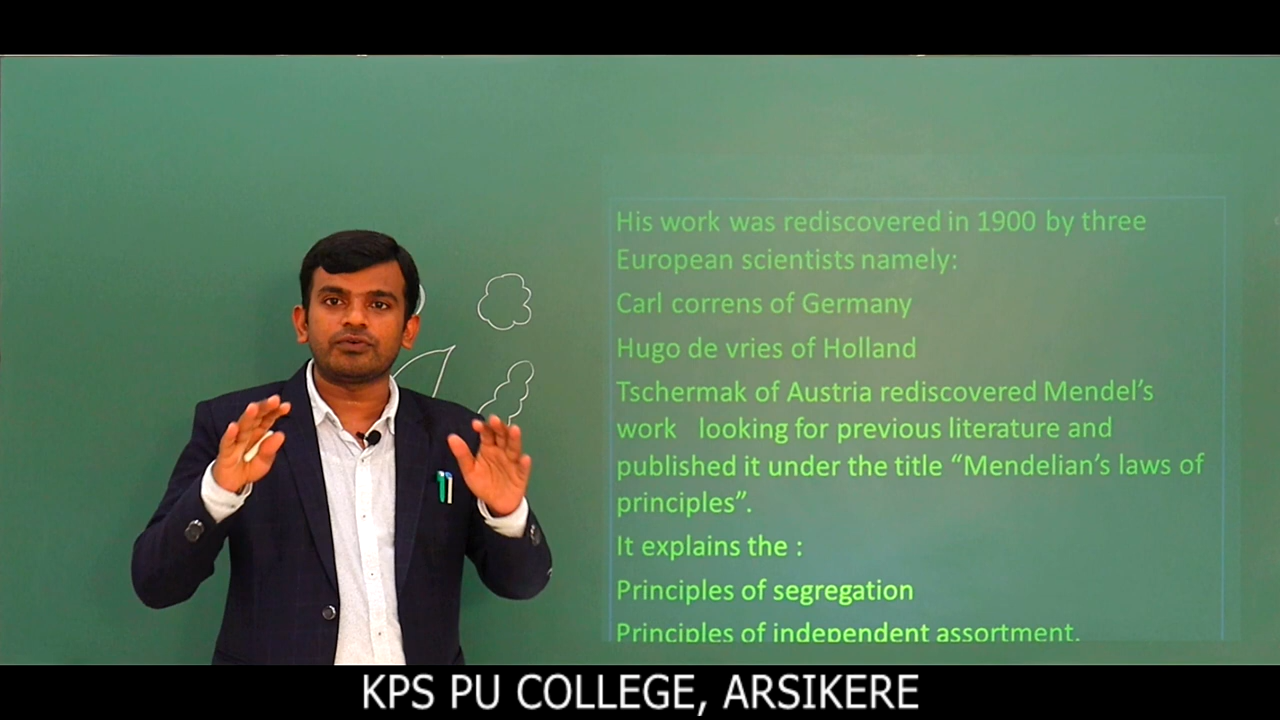 His work was rediscovered in 1900 by three
European scientists namely:
Carl correns of Germany
Hugo de vries of Holland
Tschermak of Austria rediscovered Mendel's
work looking for previous literature and
published it under the title “Mendelian's laws of
principles”.
It explains the :
Principles of segregation
Principles of independent assortment.
KPS PU COLLEGE, ARSIKERE